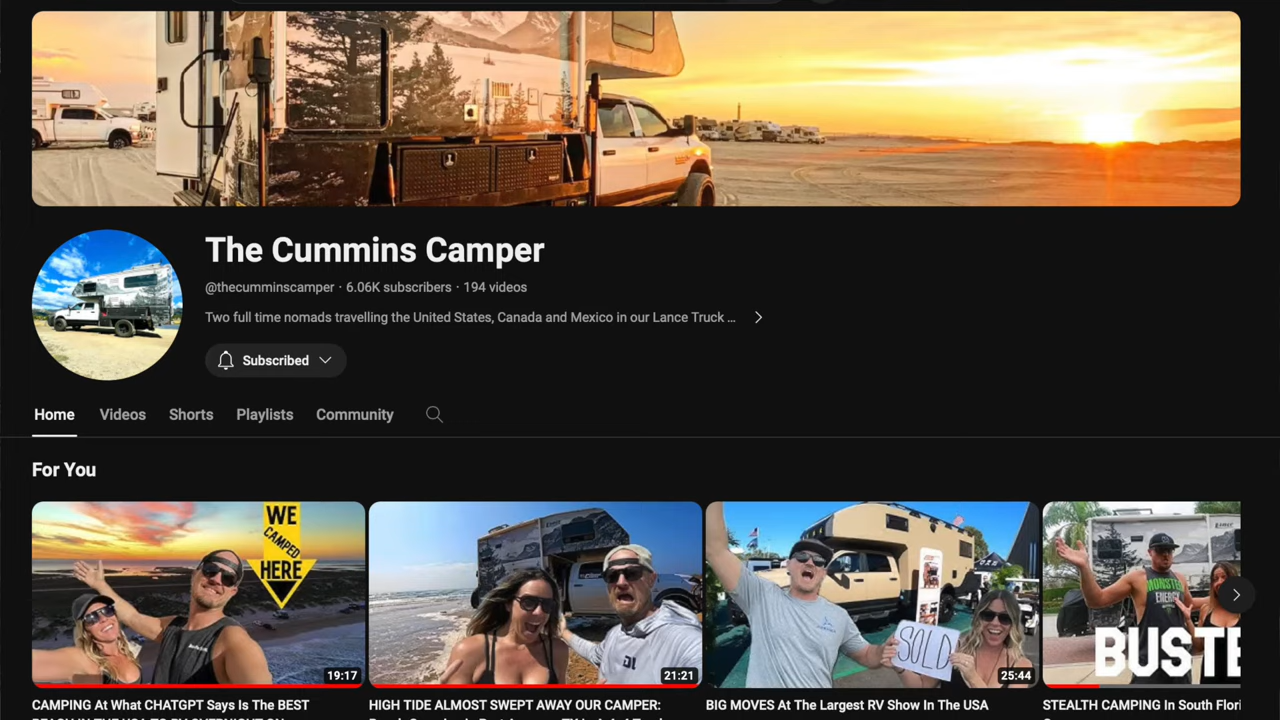 The Cummins Camper
@thecumminscamper · 6.06K subscribers · 194 videos
Two full time nomads travelling the United States, Canada and Mexico in our Lance Truck ...
Subscribed
Home Videos Shorts Playlists Community
For You
WE
CAMPED
HERE
19:17
21:21
SOLD
25:44
MONSTER
ENERGY
BUSTE
CAMPING At What CHATGPT Says Is The BEST
HIGH TIDE ALMOST SWEPT AWAY OUR CAMPER:
BIG MOVES At The Largest RV Show In The USA
STEALTH CAMPING In South Flori